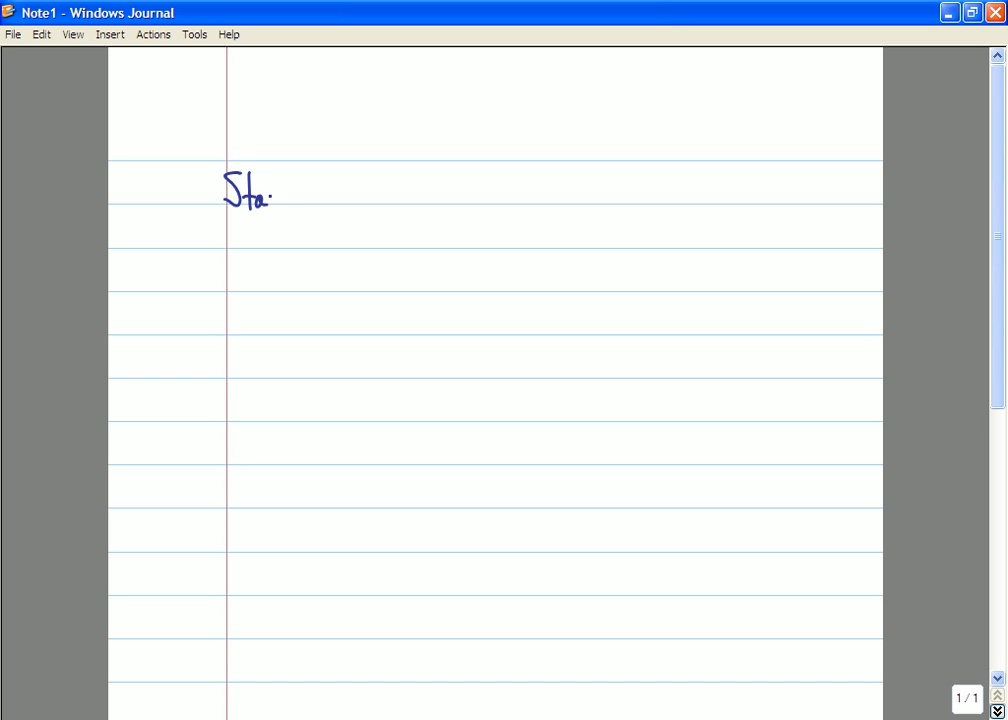 Note1 - Windows Journal
File Edit View Insert Actions Tools Help
Sta
1 / 1